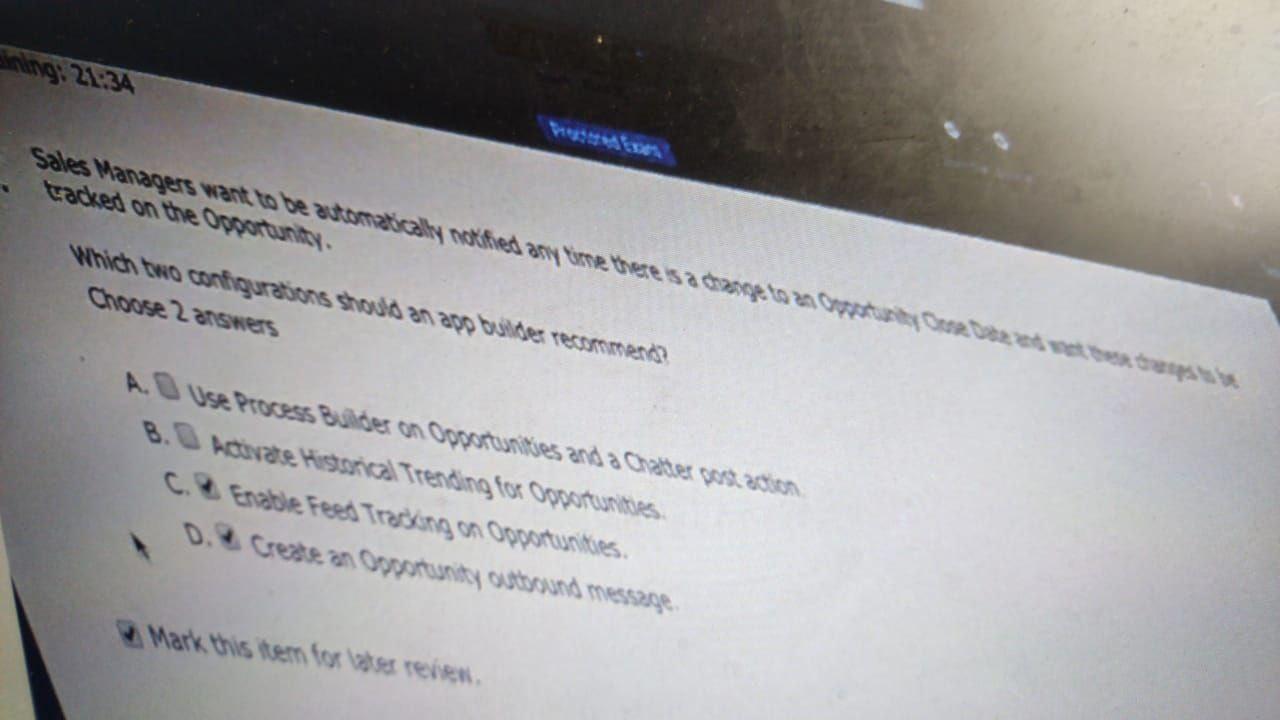 ining: 21:34
Proctored Exam
Sales Managers want to be automatically notified any time there is a change to an Opportunity Close Date and want these changes to be
tracked on the Opportunity.
Which two configurations should an app builder recommend?
Choose 2 answers
A. Use Process Builder on Opportunities and a Chatter post action.
B. Activate Historical Trending for Opportunities.
C. Enable Feed Tracking on Opportunities.
D. Create an Opportunity outbound message.
Mark this item for later review.